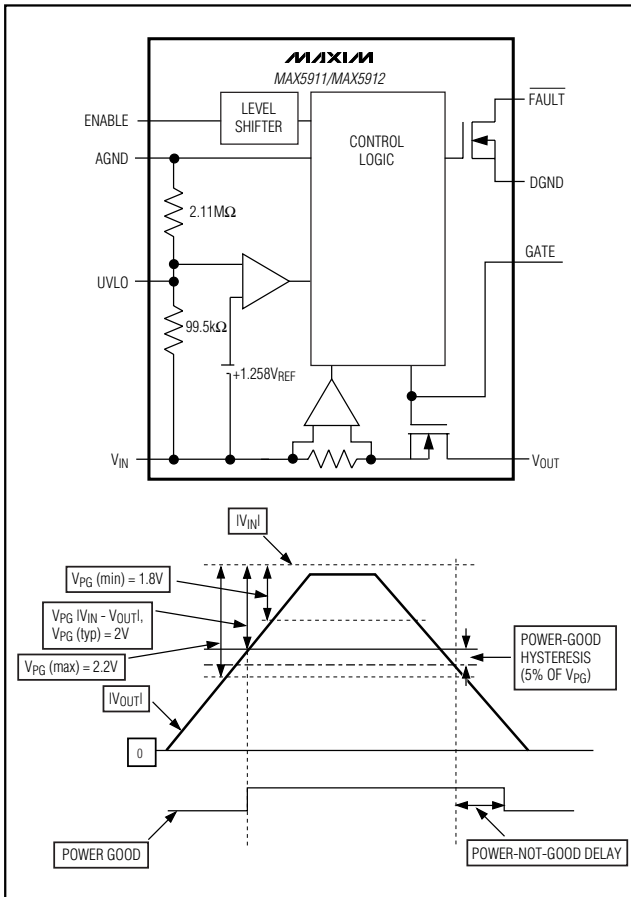 MAXIM
MAX5911/MAX5912
ENABLE
LEVEL
SHIFTER
CONTROL
LOGIC
FAULT
AGND
DGND
2.11MΩ
GATE
UVLO
99.5kΩ
+1.258VREF
VIN
VOUT
|VIN|
VPG (min) = 1.8V
VPG |VIN - VOUT|,
VPG (typ) = 2V
VPG (max) = 2.2V
POWER-GOOD
HYSTERESIS
(5% OF VPG)
|VOUT|
0
POWER GOOD
POWER-NOT-GOOD DELAY